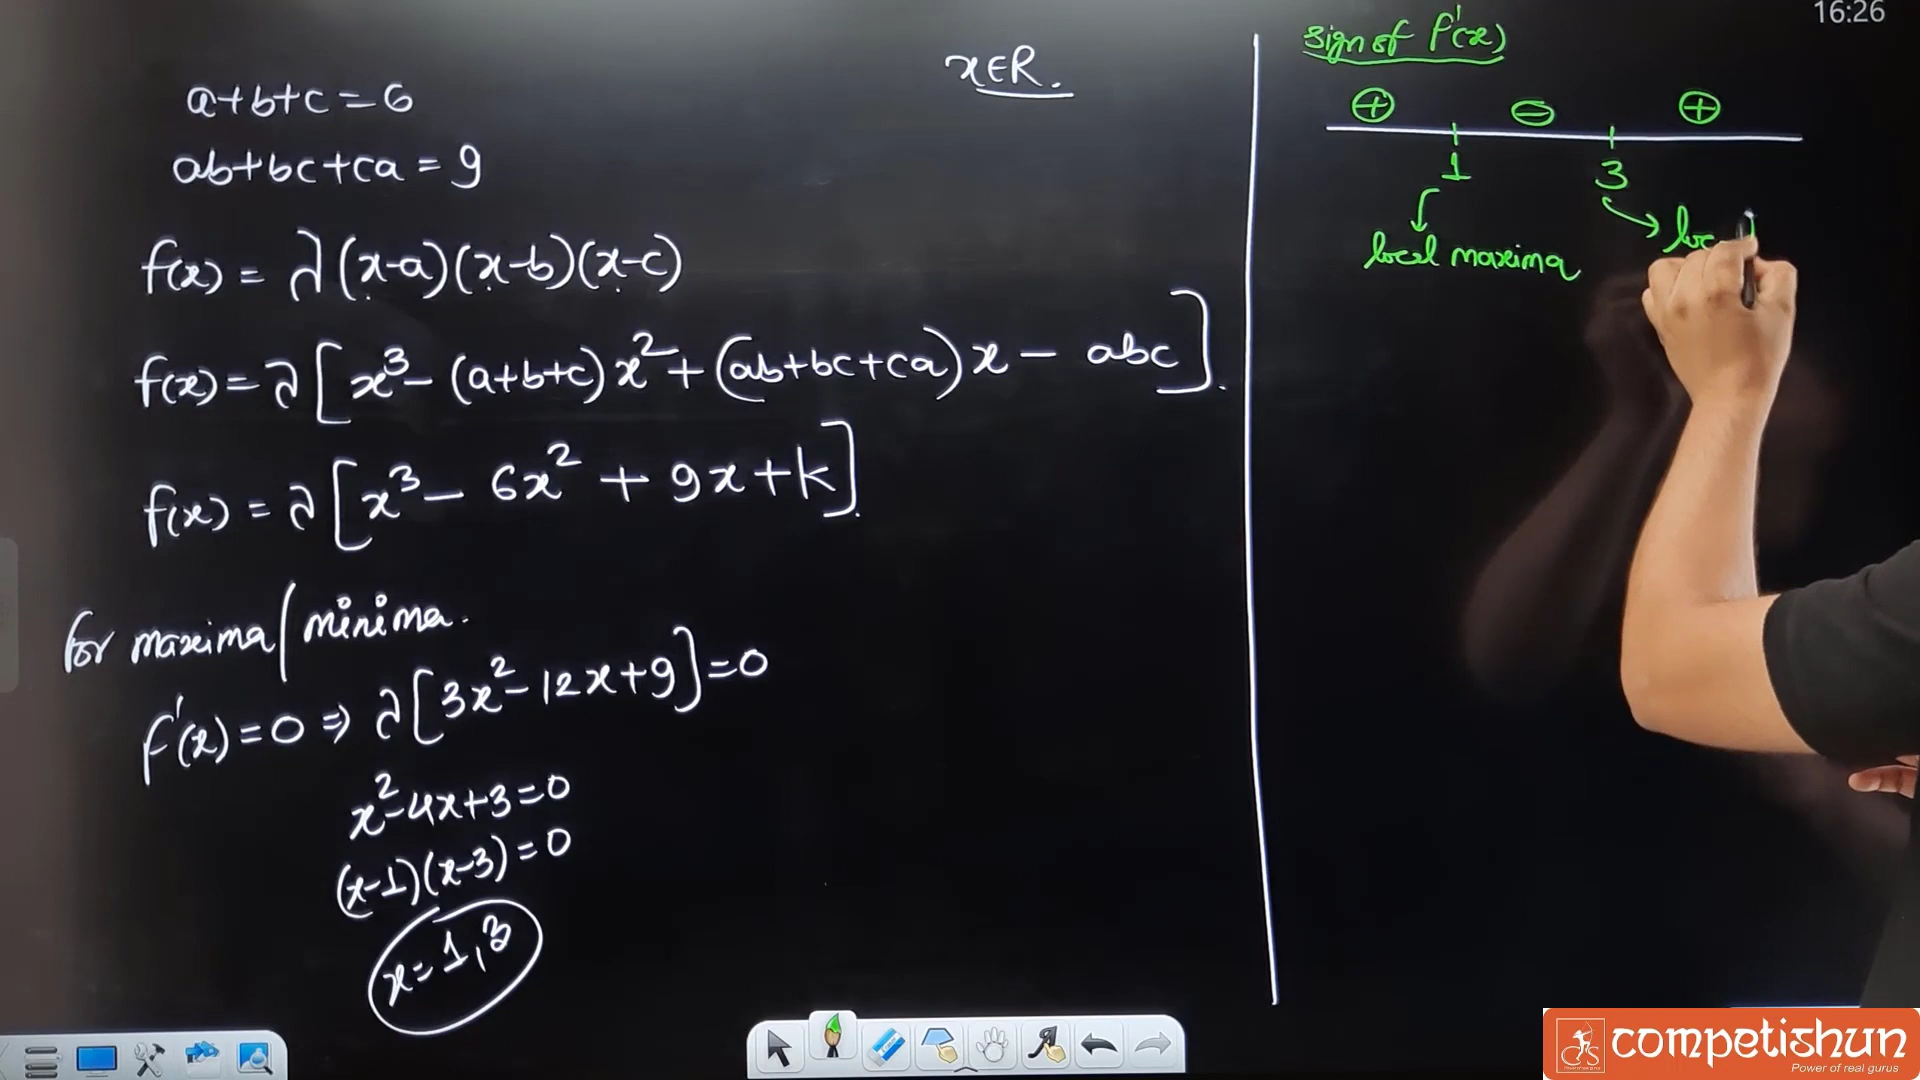 16:26
a+b+c=6
x∈R.
ab+bc+ca=9
f(x) = λ(x-a)(x-b)(x-c)
f(x) = λ[x³-(a+b+c)x²+(ab+bc+ca)x - abc].
f(x) = λ[x³- 6x² + 9x+k].
for maxima/minima.
f'(x)=0 ⇒ λ[3x²-12x+9]=0
x²-4x+3=0
(x-1)(x-3)=0
x=1,3
Sign of f'(x)
+ - +
1 3
local maxima
competishun
Power of real gurus